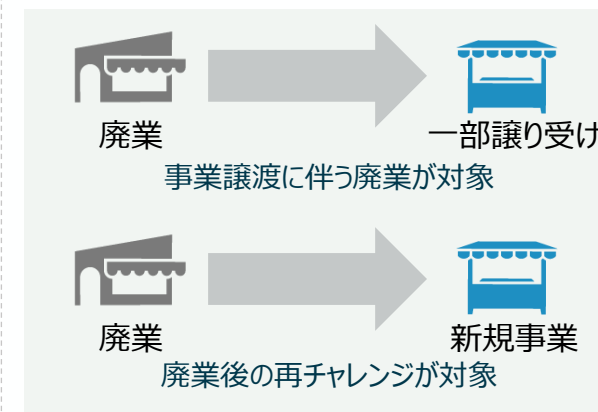 廃業 一部譲り受け
事業譲渡に伴う廃業が対象
廃業 新規事業
廃業後の再チャレンジが対象